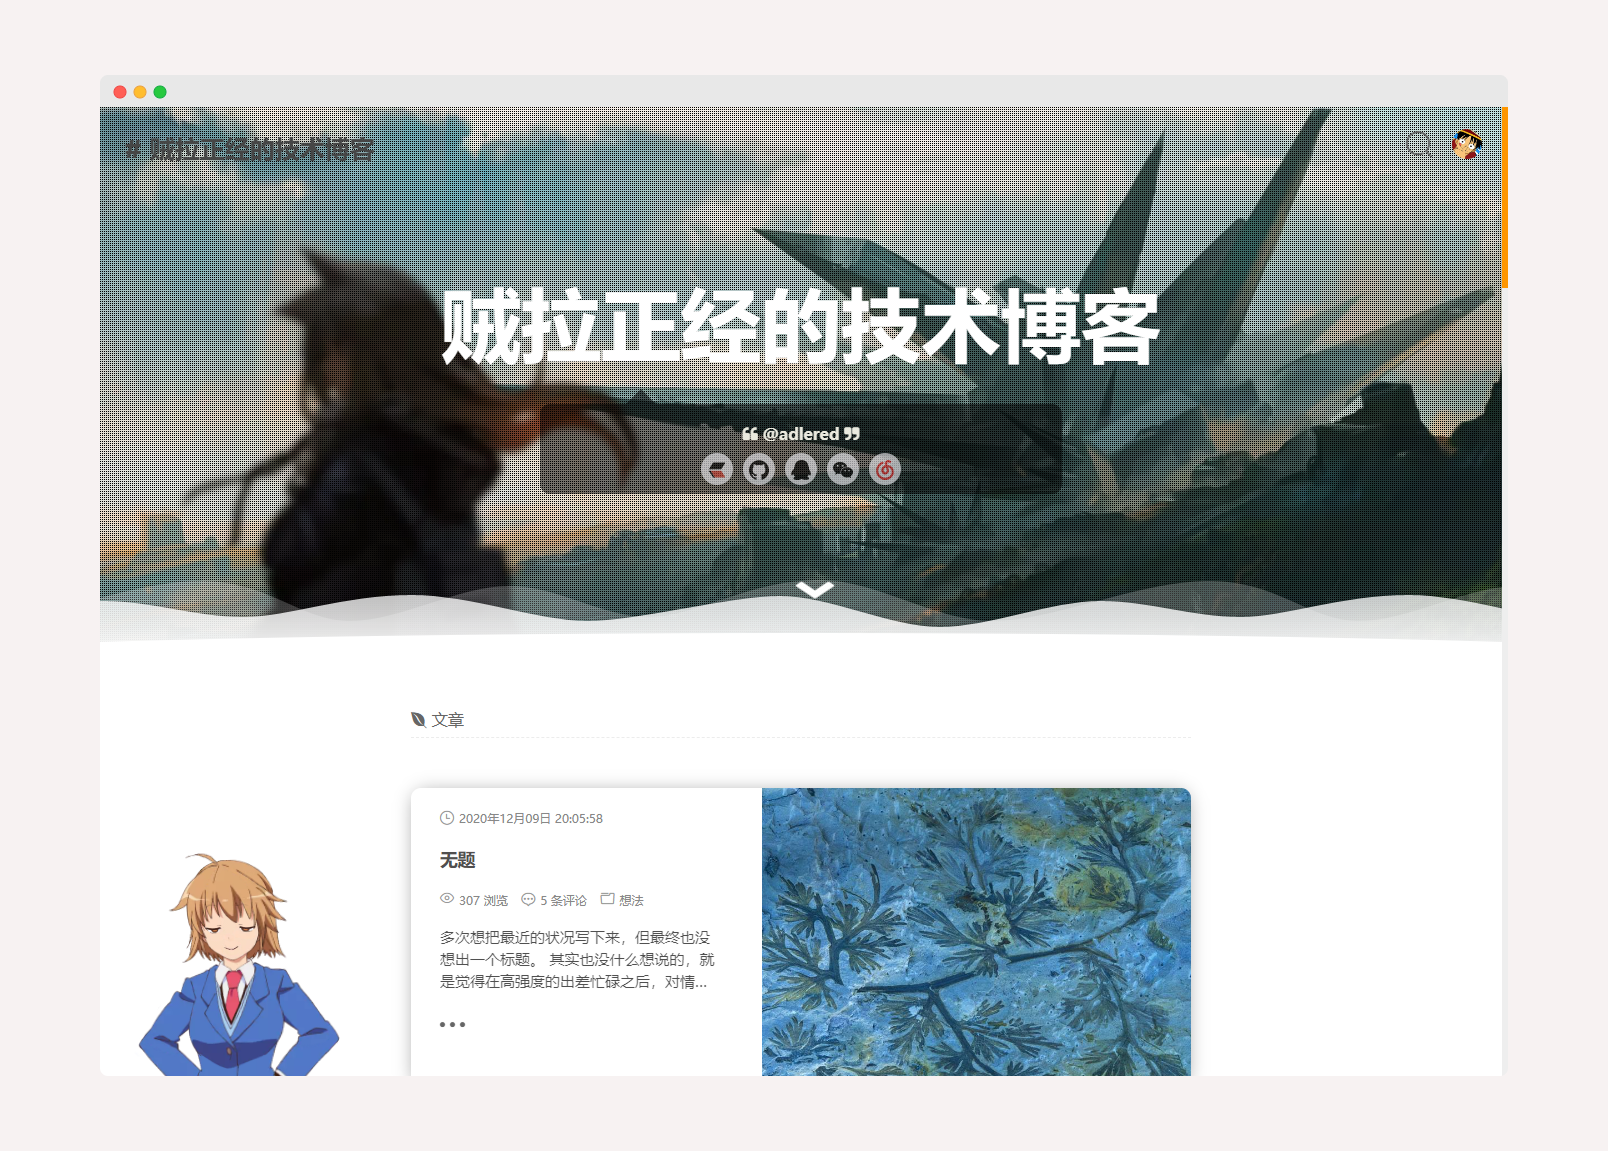 # 贼拉正经的技术博客
贼拉正经的技术博客
@adlered
文章
2020年12月09日 20:05:58
无题
307 浏览 5 条评论 想法
多次想把最近的状况写下来，但最终也没
想出一个标题。 其实也没什么想说的，就
是觉得在高强度的出差忙碌之后，对情...